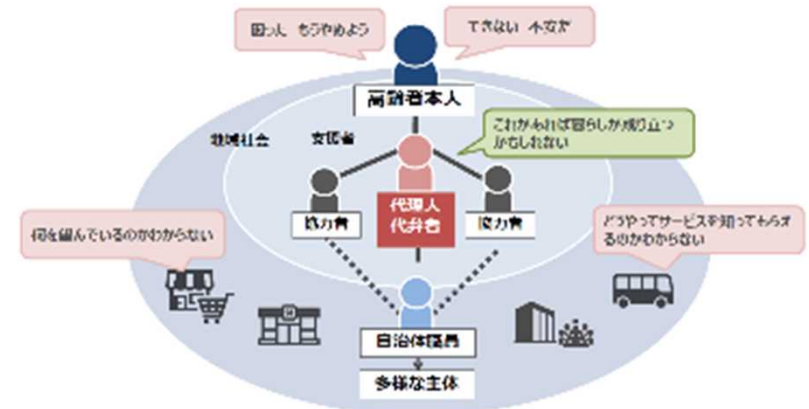 困った もうやめよう
できない 不安だ
高齢者本人
これがあれば暮らしが成り立つ
かもしれない
地域社会
支援者
代理人
代弁者
協力者
協力者
何を望んでいるのかわからない
どうやってサービスを知ってもらえ
るのかわからない
自治体職員
多様な主体